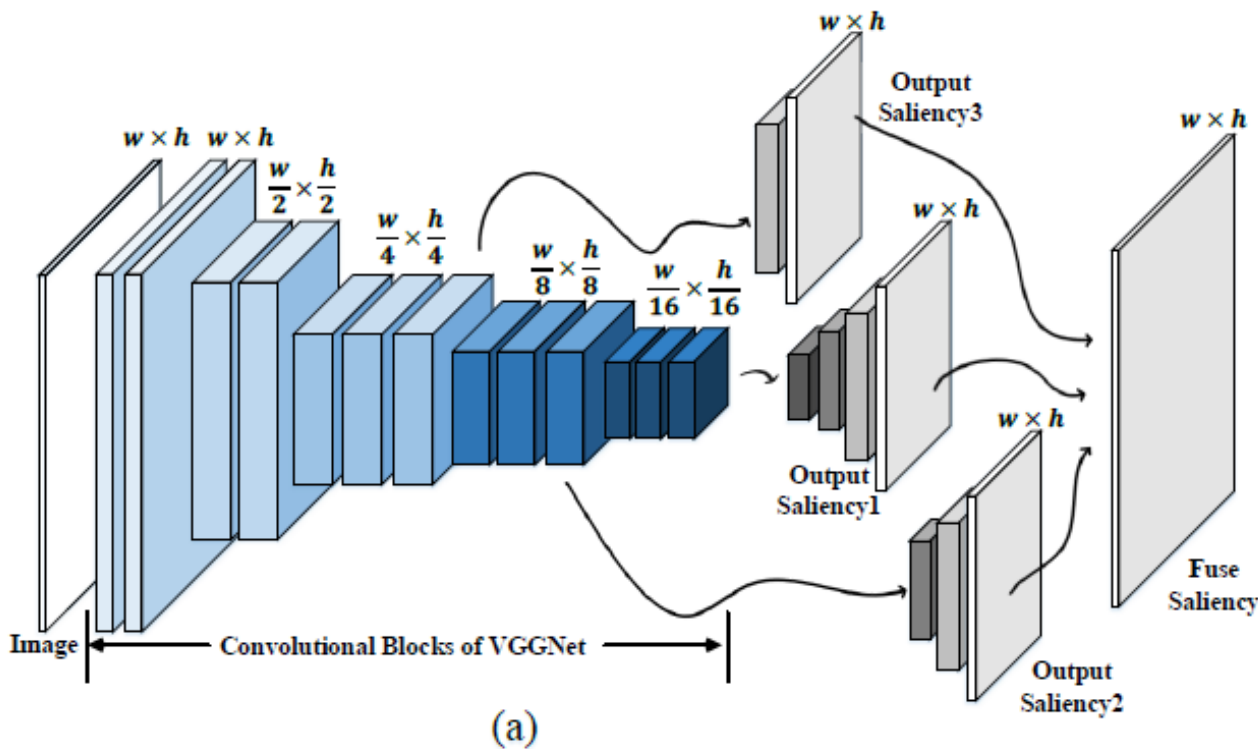 w × h
Output
Saliency3
w × h
w × h
w × h
w/2 × h/2
w/4 × h/4
w/8 × h/8
w/16 × h/16
w × h
w × h
Output
Saliency1
Fuse
Saliency
Image
Convolutional Blocks of VGGNet
Output
Saliency2
(a)